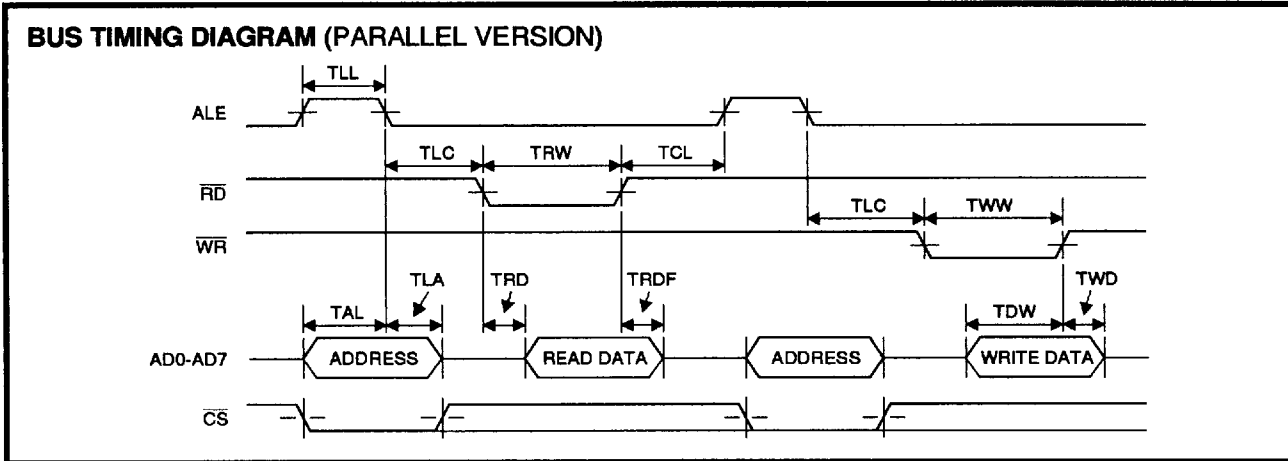 BUS TIMING DIAGRAM (PARALLEL VERSION)
TLL
ALE
TLC TRW TCL
RD
TLC TWW
WR
TLA TRD TRDF TWD
TAL TDW
AD0-AD7 ADDRESS READ DATA ADDRESS WRITE DATA
CS